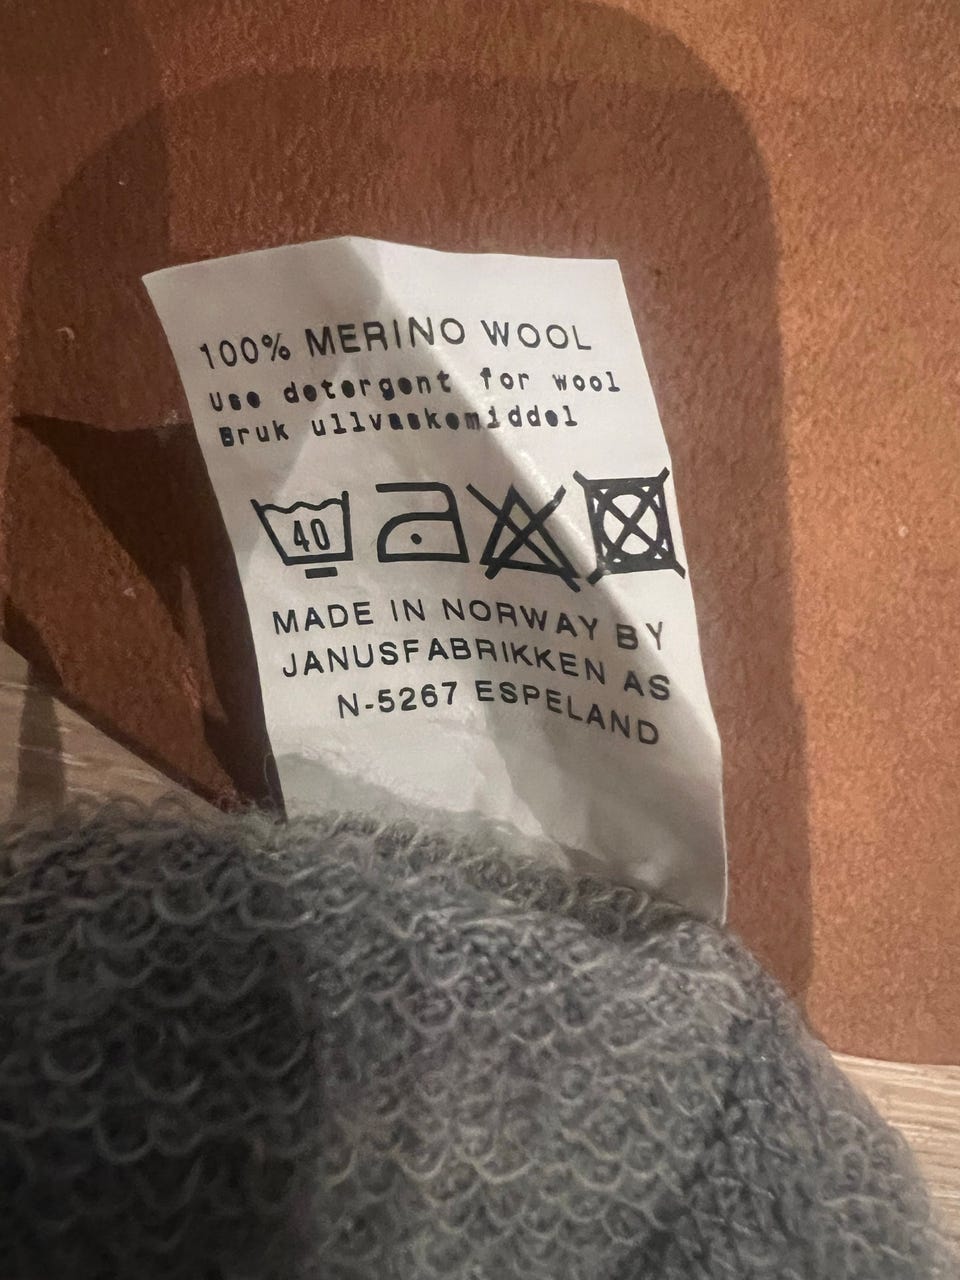 100% MERINO WOOL
Use detergent for wool
Bruk ullvaskemiddel
40
MADE IN NORWAY BY
JANUSFABRIKKEN AS
N-5267 ESPELAND